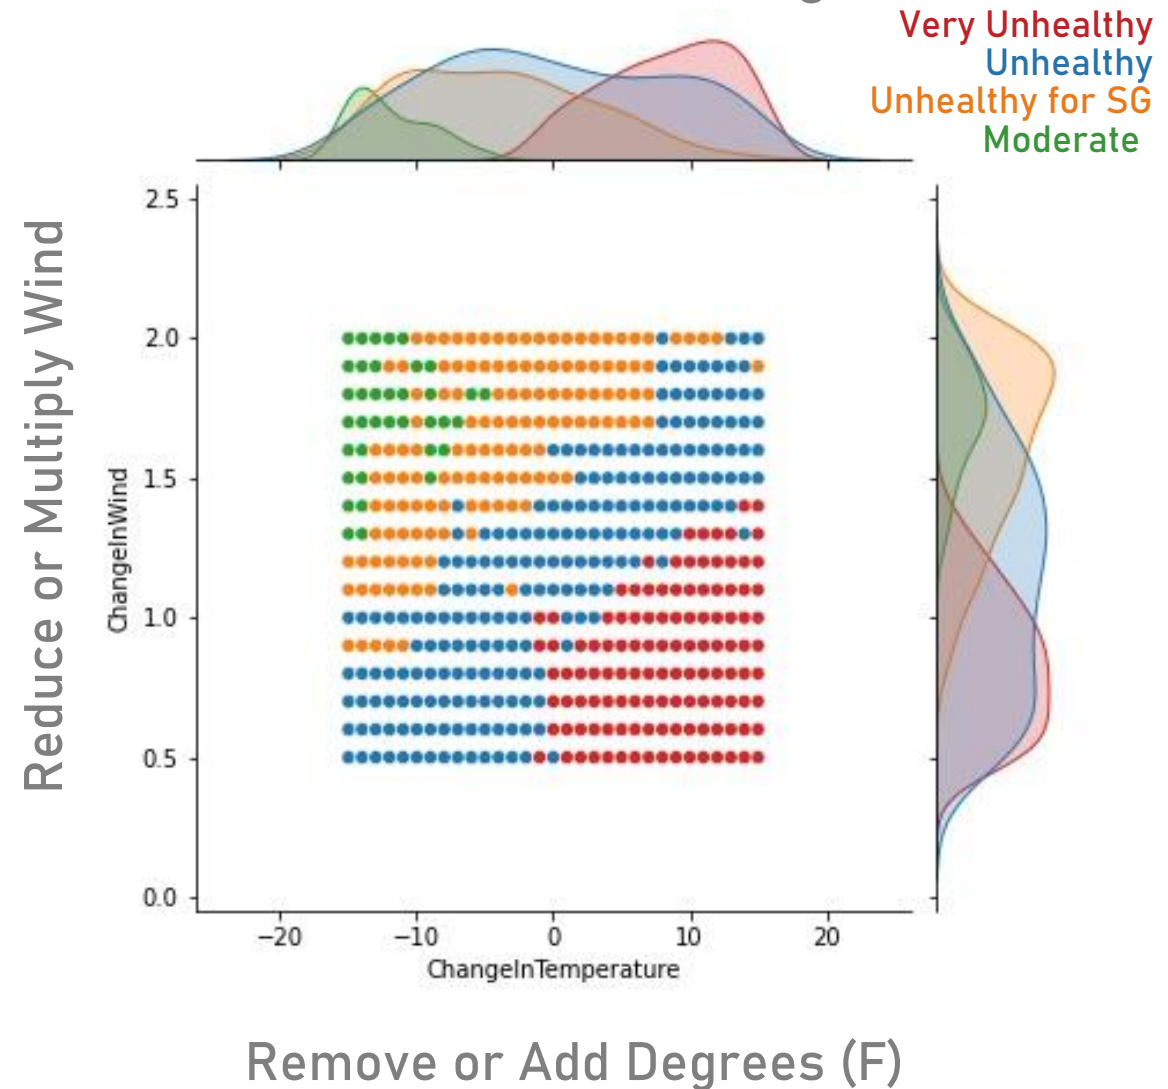 Very Unhealthy
Unhealthy
Unhealthy for SG
Moderate
Reduce or Multiply Wind
ChangeInWind
2.5
2.0
1.5
1.0
0.5
0.0
−20 −10 0 10 20
ChangeInTemperature
Remove or Add Degrees (F)